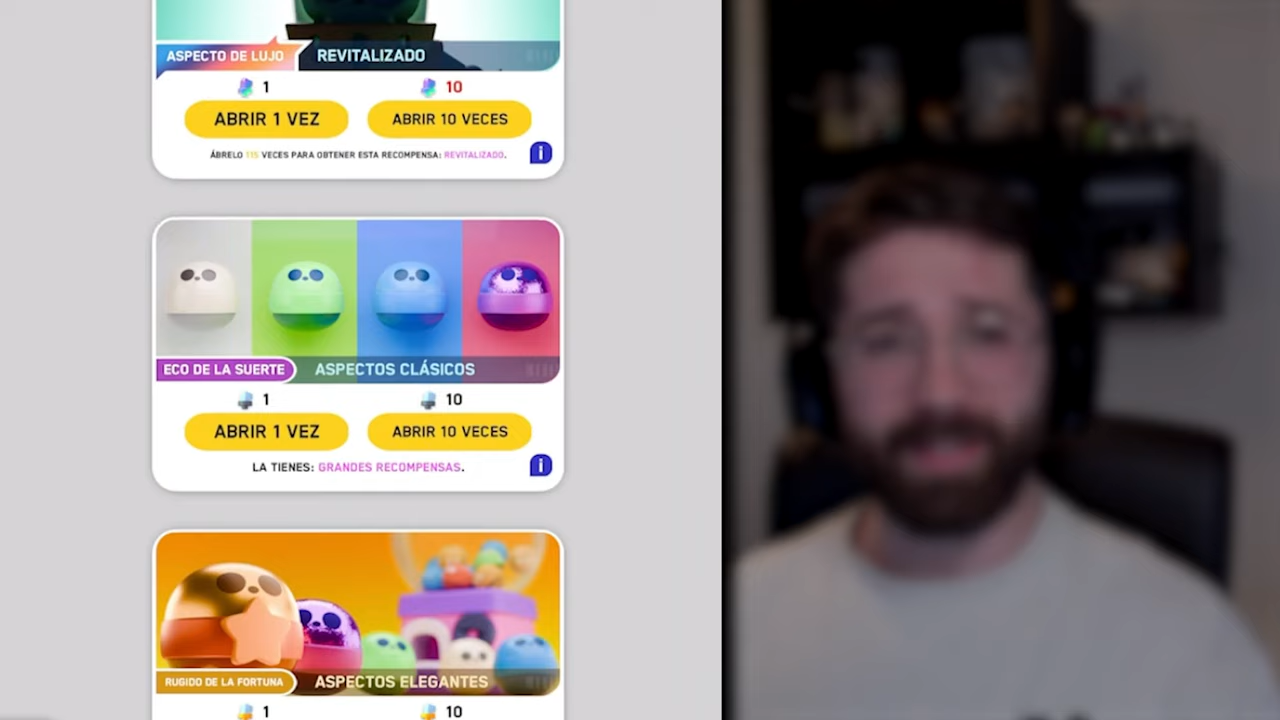 ASPECTO DE LUJO REVITALIZADO
1 10
ABRIR 1 VEZ ABRIR 10 VECES
ÁBRELO 115 VECES PARA OBTENER ESTA RECOMPENSA: REVITALIZADO.
i
ECO DE LA SUERTE ASPECTOS CLÁSICOS
1 10
ABRIR 1 VEZ ABRIR 10 VECES
LA TIENES: GRANDES RECOMPENSAS.
i
RUGIDO DE LA FORTUNA ASPECTOS ELEGANTES
1 10